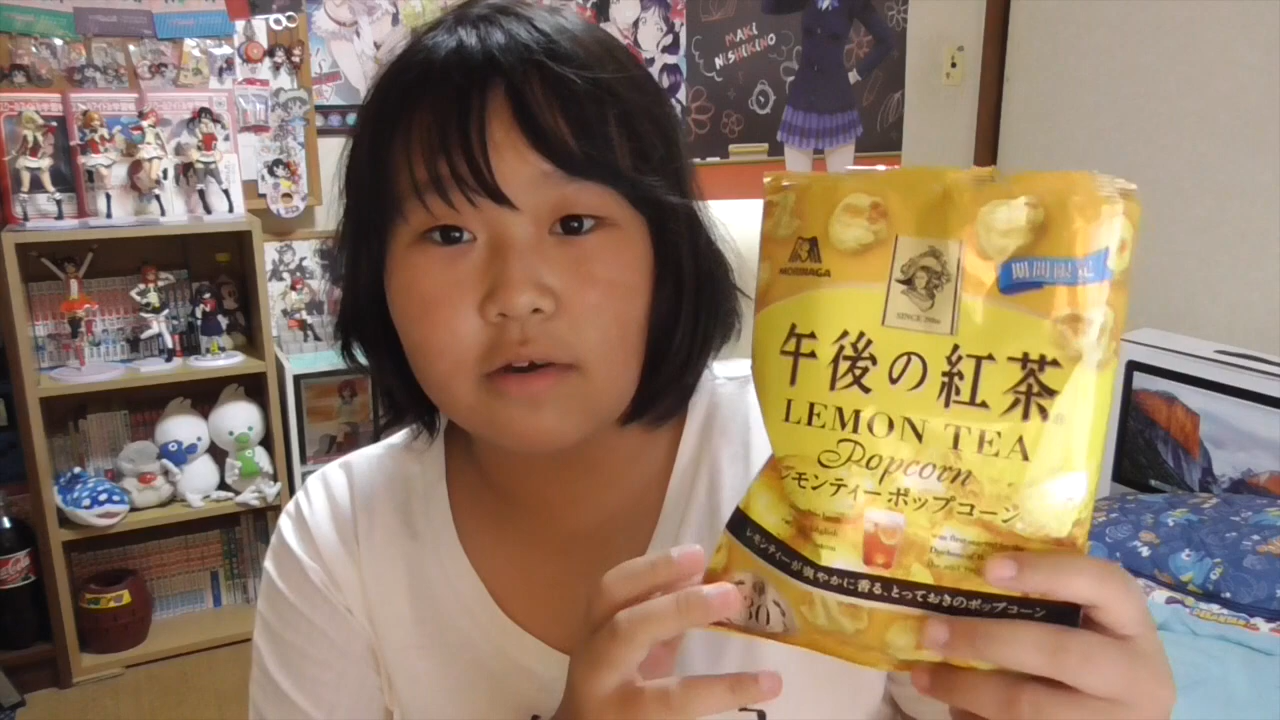 MAKI
NISHIKINO
MORINAGA
期間限定
SINCE 1986
午後の紅茶
LEMON TEA
Popcorn
レモンティーポップコーン
レモンティーが爽やかに香る、とっておきのポップコーン